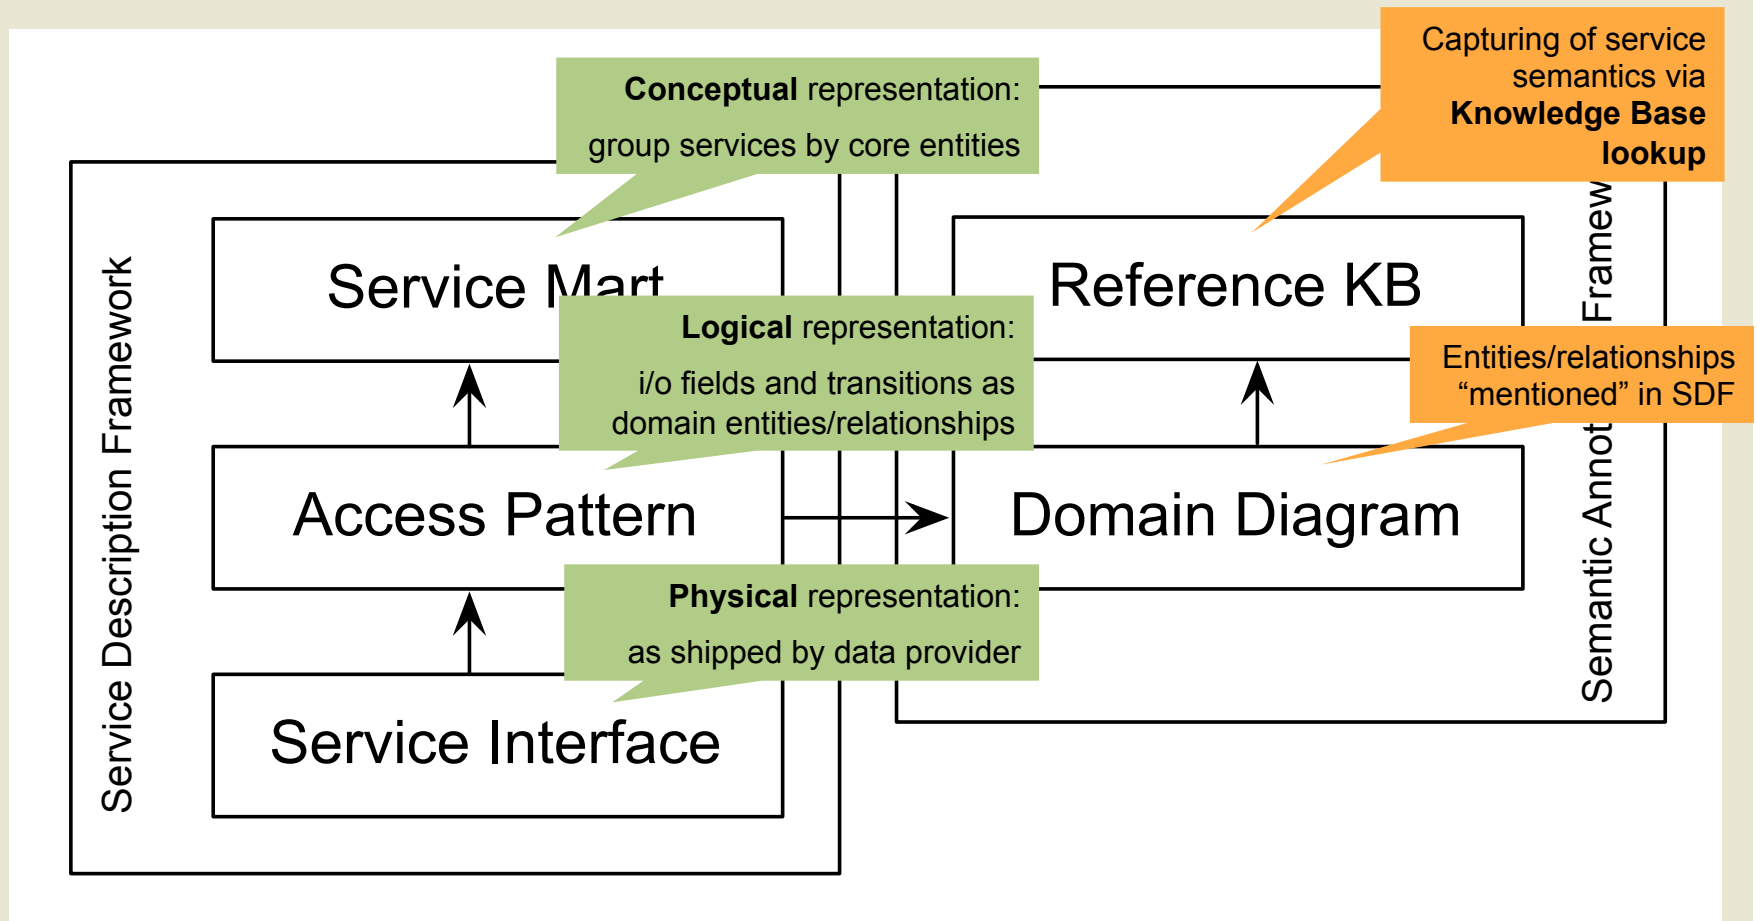 Capturing of service
semantics via
Knowledge Base
lookup
Conceptual representation:
group services by core entities
Service Description Framework
Service Mart
Reference KB
Semantic
Logical representation:
i/o fields and transitions as
domain entities/relationships
Entities/relationships
“mentioned” in SDF
Access Pattern
Domain Diagram
Physical representation:
as shipped by data provider
Service Interface